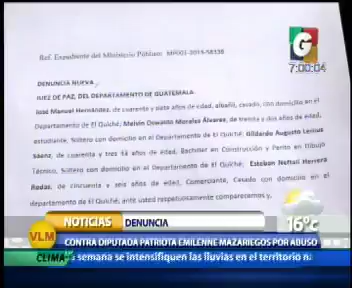 Ref. Expediente del Ministerio Público: MP001-2015-58338
G
7:00:04
DENUNCIA NUEVA.
JUEZ DE PAZ, DEL DEPARTAMENTO DE GUATEMALA.
José Manuel Hernández, de cuarenta y siete años de edad, albañil, casado, con domicilio en el
Departamento de El Quiché; Melvin Oswaldo Morales Álvarez, de treinta y dos años de edad,
estudiante, Soltero con domicilio en el Departamento de El Quiché; Gildardo Augusto Lemus
Sáenz, de cuarenta y tres 43 años de edad, Bachiller en Construcción y Perito en Dibujo
Técnico, Soltero con domicilio en el Departamento de El Quiché; Esteban Neftalí Herrera
Rodas, de cincuenta y seis años de edad, Comerciante, Casado con domicilio en el
departamento de El Quiché; ante usted respetuosamente comparecemos y,
NOTICIAS DENUNCIA
16°C
VLM
CONTRA DIPUTADA PATRIOTA EMILENNE MAZARIEGOS POR ABUSO
CLIMA a semana se intensifiquen las lluvias en el territorio n